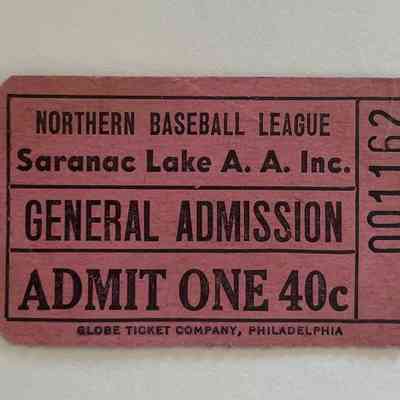 NORTHERN BASEBALL LEAGUE
Saranac Lake A. A. Inc.
GENERAL ADMISSION
ADMIT ONE 40c
GLOBE TICKET COMPANY, PHILADELPHIA
001162